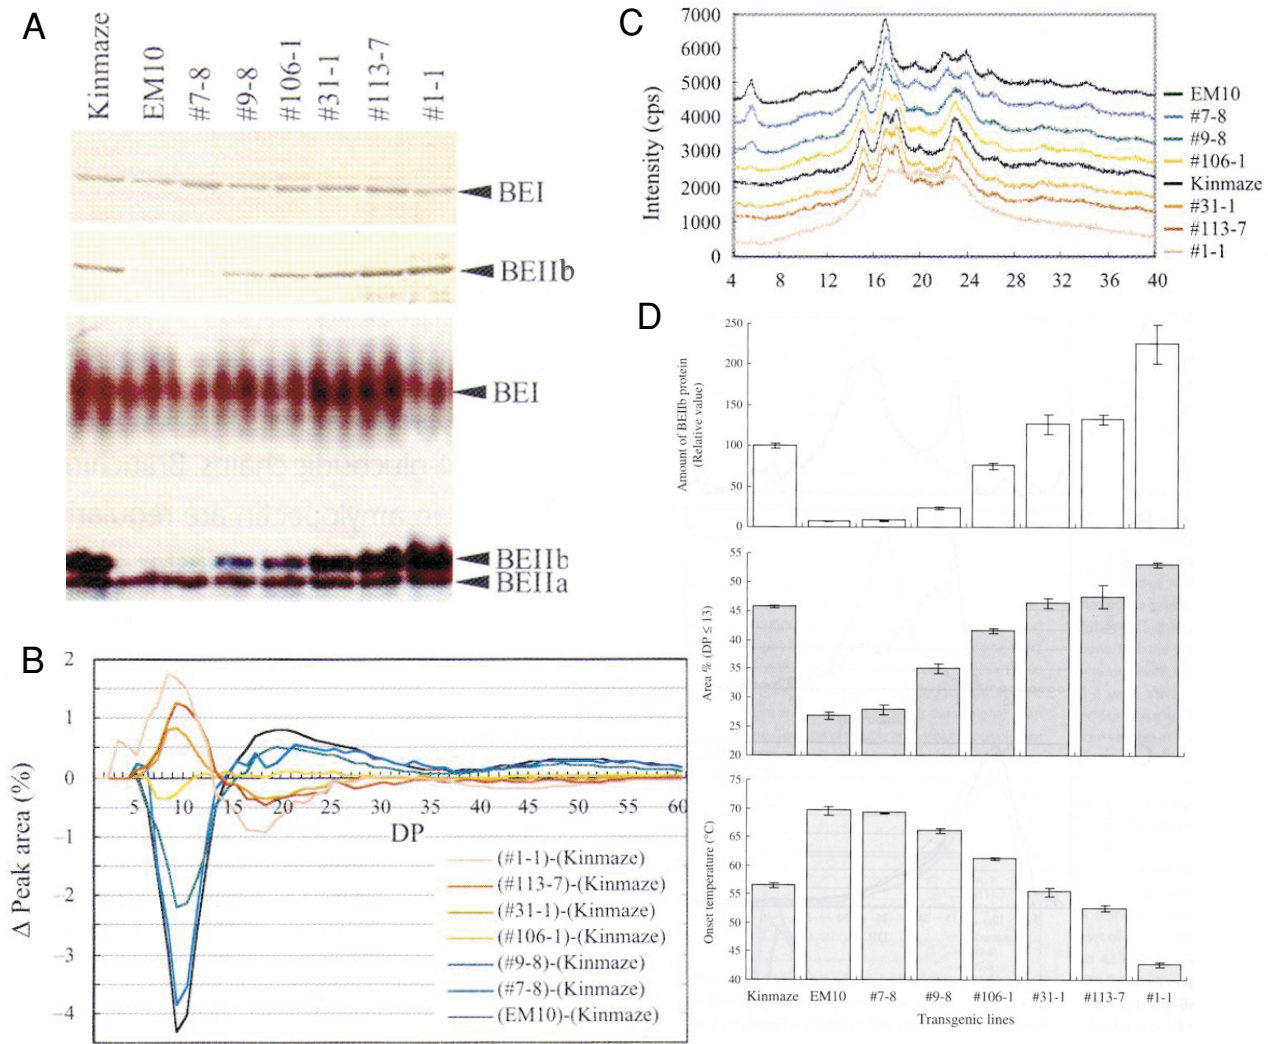 A
Kinmaze
EM10
#7-8
#9-8
#106-1
#31-1
#113-7
#1-1
BEI
BEIIb
BEI
BEIIb
BEIIa
B
2
1
0
−1
−2
−3
−4
Δ Peak area (%)
5 10 15 20 25 30 35 40 45 50 55 60
DP
(#1-1)-(Kinmaze)
(#113-7)-(Kinmaze)
(#31-1)-(Kinmaze)
(#106-1)-(Kinmaze)
(#9-8)-(Kinmaze)
(#7-8)-(Kinmaze)
(EM10)-(Kinmaze)
C
7000
6000
5000
4000
3000
2000
1000
0
Intensity (cps)
4 8 12 16 20 24 28 32 36 40
EM10
#7-8
#9-8
#106-1
Kinmaze
#31-1
#113-7
#1-1
D
250
200
150
100
50
0
Amount of BEIIb protein
(Relative value)
55
50
45
40
35
30
25
20
Area % (DP ≤ 13)
75
70
65
60
55
50
45
40
Onset temperature (°C)
Kinmaze EM10 #7-8 #9-8 #106-1 #31-1 #113-7 #1-1
Transgenic lines